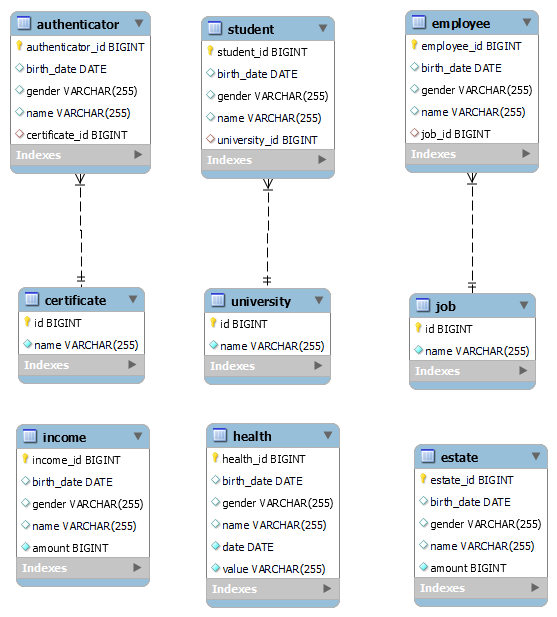 authenticator
authenticator_id BIGINT
birth_date DATE
gender VARCHAR(255)
name VARCHAR(255)
certificate_id BIGINT
Indexes
student
student_id BIGINT
birth_date DATE
gender VARCHAR(255)
name VARCHAR(255)
university_id BIGINT
Indexes
employee
employee_id BIGINT
birth_date DATE
gender VARCHAR(255)
name VARCHAR(255)
job_id BIGINT
Indexes
certificate
id BIGINT
name VARCHAR(255)
Indexes
university
id BIGINT
name VARCHAR(255)
Indexes
job
id BIGINT
name VARCHAR(255)
Indexes
income
income_id BIGINT
birth_date DATE
gender VARCHAR(255)
name VARCHAR(255)
amount BIGINT
Indexes
health
health_id BIGINT
birth_date DATE
gender VARCHAR(255)
name VARCHAR(255)
date DATE
value VARCHAR(255)
Indexes
estate
estate_id BIGINT
birth_date DATE
gender VARCHAR(255)
name VARCHAR(255)
amount BIGINT
Indexes